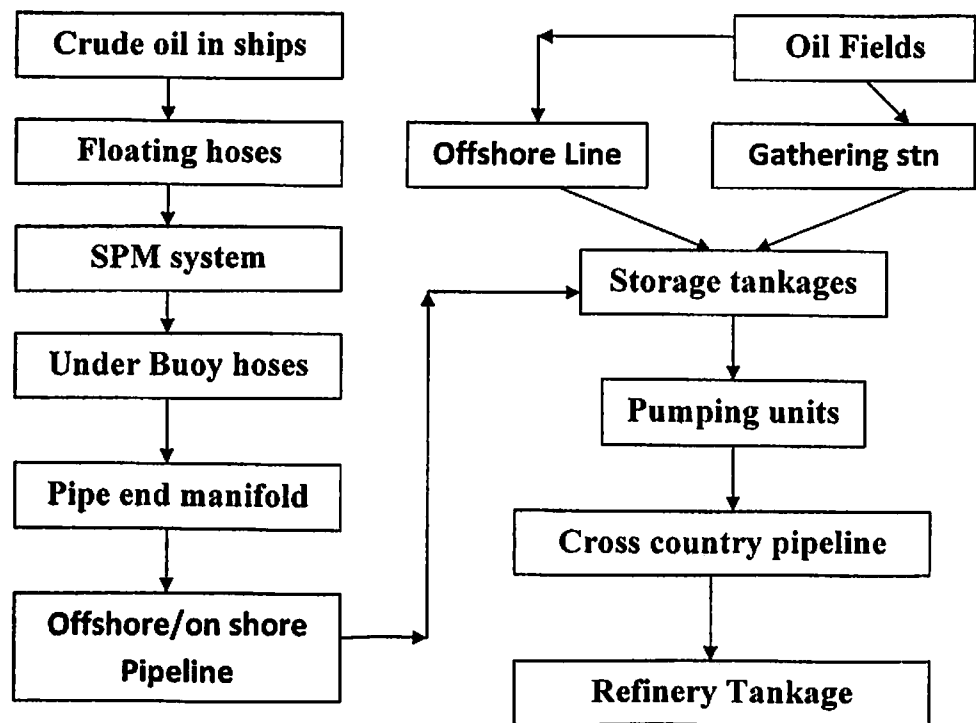 Crude oil in ships
Floating hoses
SPM system
Under Buoy hoses
Pipe end manifold
Offshore/on shore
Pipeline
Oil Fields
Offshore Line
Gathering stn
Storage tankages
Pumping units
Cross country pipeline
Refinery Tankage